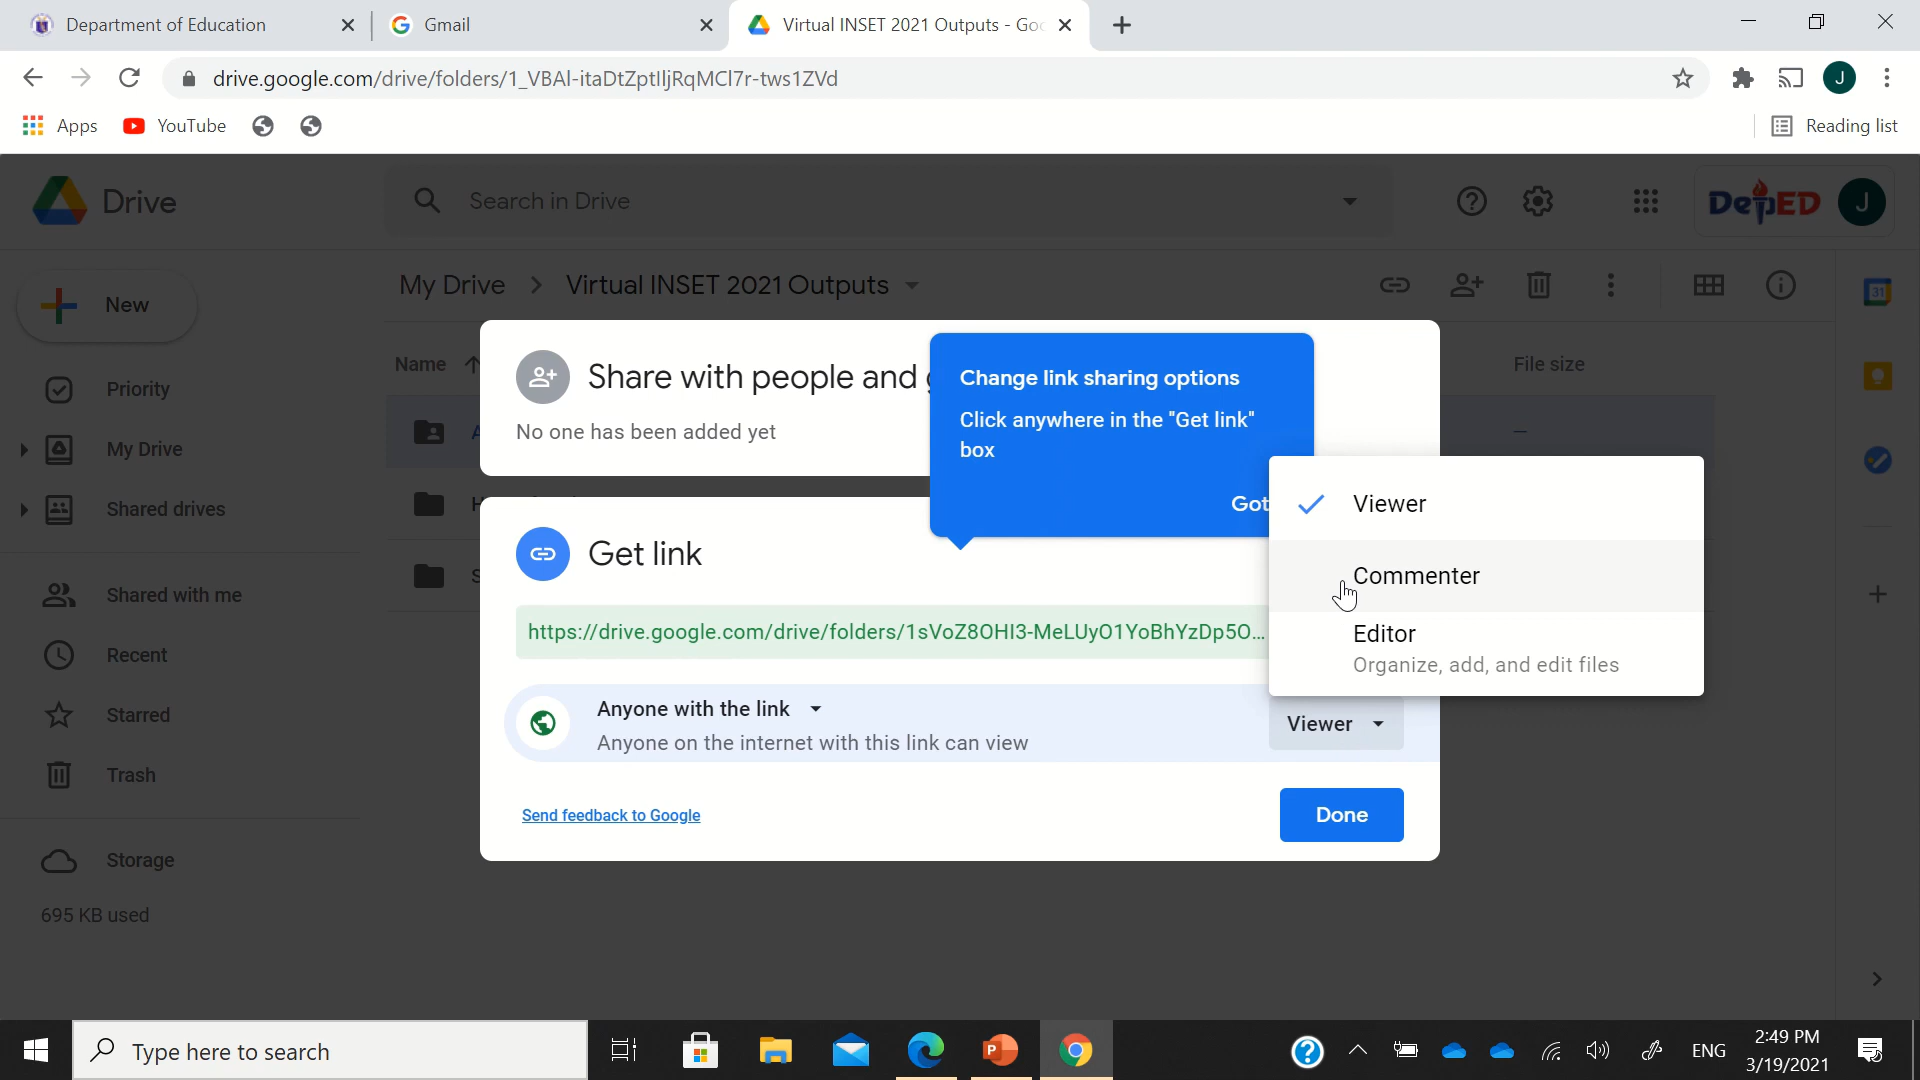 Department of Education
Gmail
Virtual INSET 2021 Outputs - Goo
drive.google.com/drive/folders/1_VBAl-itaDtZptIljRqMCl7r-tws1ZVd
J
Apps
YouTube
Reading list
Drive
Search in Drive
DepED
J
New
My Drive > Virtual INSET 2021 Outputs
31
Name
File size
Priority
My Drive
Shared drives
Shared with me
Recent
Starred
Trash
Storage
695 KB used
Share with people and g
No one has been added yet
Change link sharing options
Click anywhere in the "Get link"
box
Got
A
–
H
S
Get link
https://drive.google.com/drive/folders/1sVoZ8OHI3-MeLUyO1YoBhYzDp5O...
Viewer
Commenter
Editor
Organize, add, and edit files
Anyone with the link
Anyone on the internet with this link can view
Viewer
Send feedback to Google
Done
Type here to search
P
ENG
2:49 PM
3/19/2021